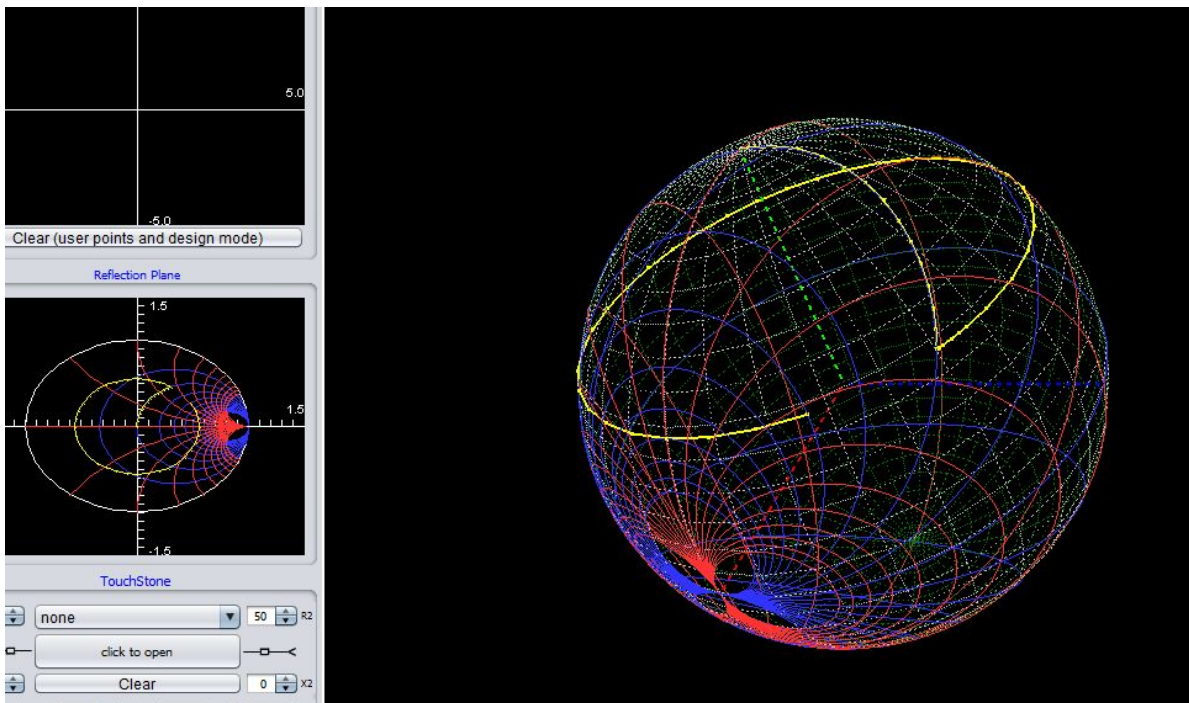 5.0
-5.0
Clear (user points and design mode)
Reflection Plane
1.5
1.5
-1.5
TouchStone
none 50 R2
click to open
Clear 0 X2